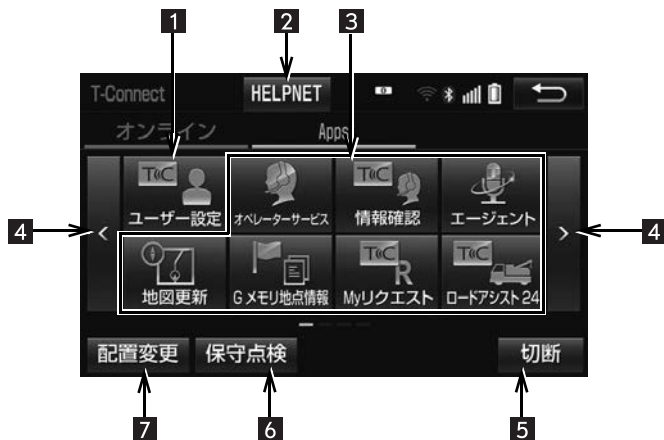 1 2 3
T-Connect HELPNET
オンライン Apps
T(C T(C
4 < ユーザー設定 オペレーターサービス 情報確認 エージェント > 4
T(C R T(C
地図更新 G メモリ地点情報 Myリクエスト ロードアシスト24
配置変更 保守点検 切断
7 6 5